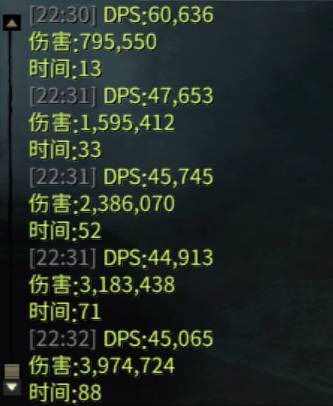 [22:30] DPS:60,636
伤害:795,550
时间:13
[22:31] DPS:47,653
伤害:1,595,412
时间:33
[22:31] DPS:45,745
伤害:2,386,070
时间:52
[22:31] DPS:44,913
伤害:3,183,438
时间:71
[22:32] DPS:45,065
伤害:3,974,724
时间:88